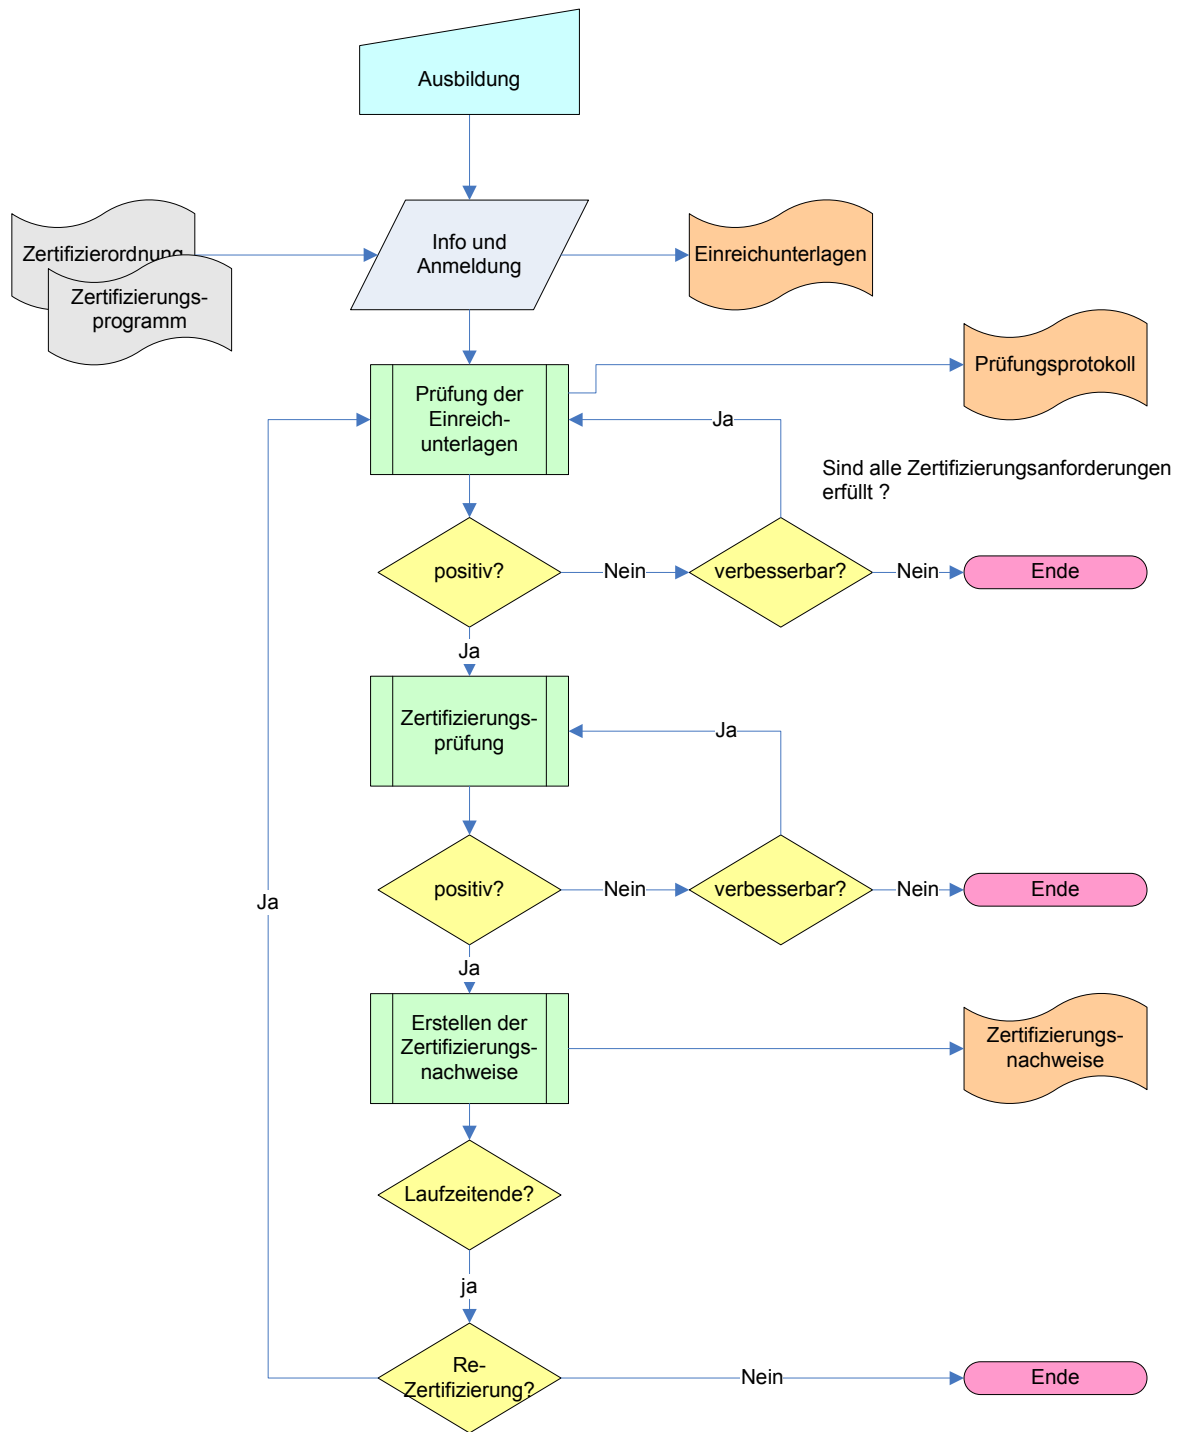 Ausbildung
Zertifizierordnung
Zertifizierungs-
programm
Info und
Anmeldung
Einreichunterlagen
Prüfungsprotokoll
Prüfung der
Einreich-
unterlagen
Ja
Sind alle Zertifizierungsanforderungen
erfüllt ?
positiv?
Nein
verbesserbar?
Nein
Ende
Ja
Zertifizierungs-
prüfung
Ja
positiv?
Nein
verbesserbar?
Nein
Ende
Ja
Ja
Erstellen der
Zertifizierungs-
nachweise
Zertifizierungs-
nachweise
Laufzeitende?
ja
Re-
Zertifizierung?
Nein
Ende